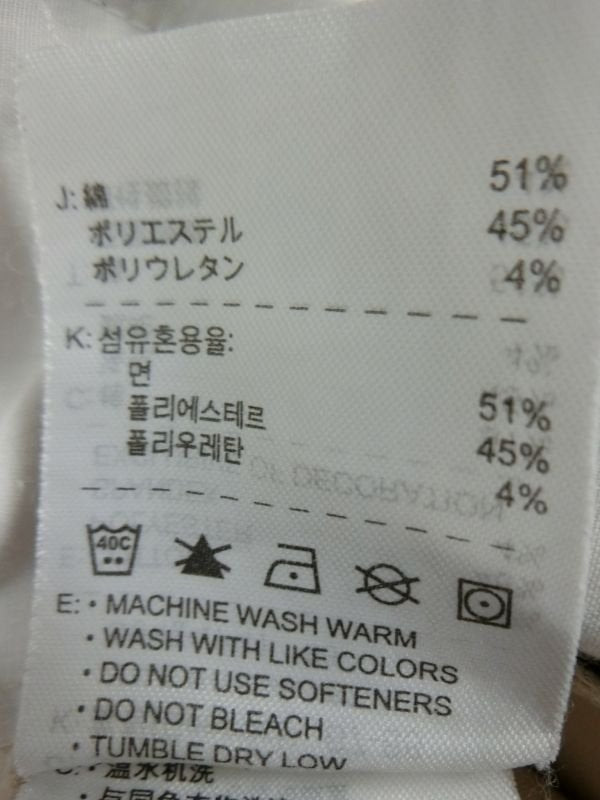 J: 綿 51%
ポリエステル 45%
ポリウレタン 4%
K: 섬유혼용율:
면 51%
폴리에스테르 45%
폴리우레탄 4%
40C
E: • MACHINE WASH WARM
• WASH WITH LIKE COLORS
• DO NOT USE SOFTENERS
• DO NOT BLEACH
• TUMBLE DRY LOW
• 温水机洗